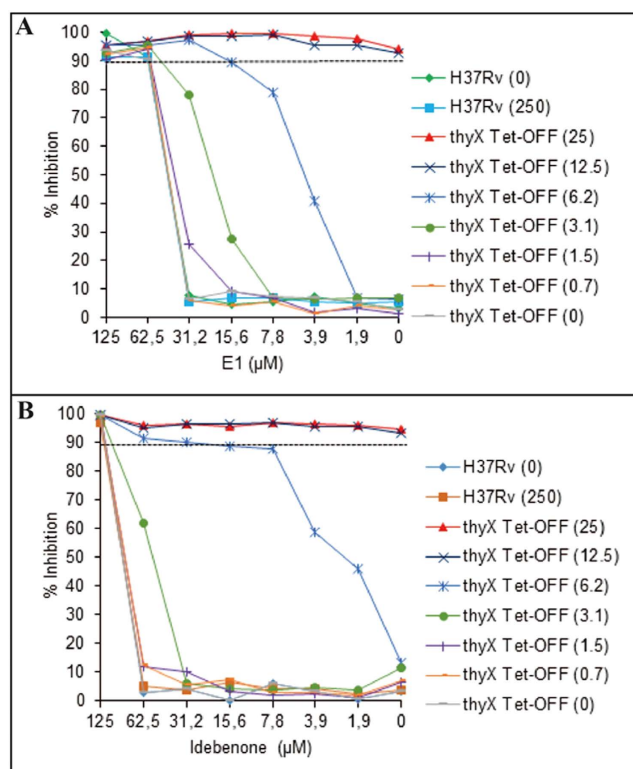 A
100
90
80
70
60
50
40
30
20
10
0
% Inhibition
125 62,5 31,2 15,6 7,8 3,9 1,9 0
E1 (µM)
H37Rv (0)
H37Rv (250)
thyX Tet-OFF (25)
thyX Tet-OFF (12.5)
thyX Tet-OFF (6.2)
thyX Tet-OFF (3.1)
thyX Tet-OFF (1.5)
thyX Tet-OFF (0.7)
thyX Tet-OFF (0)
B
100
90
80
70
60
50
40
30
20
10
0
% Inhibition
125 62,5 31,2 15,6 7,8 3,9 1,9 0
Idebenone (µM)
H37Rv (0)
H37Rv (250)
thyX Tet-OFF (25)
thyX Tet-OFF (12.5)
thyX Tet-OFF (6.2)
thyX Tet-OFF (3.1)
thyX Tet-OFF (1.5)
thyX Tet-OFF (0.7)
thyX Tet-OFF (0)